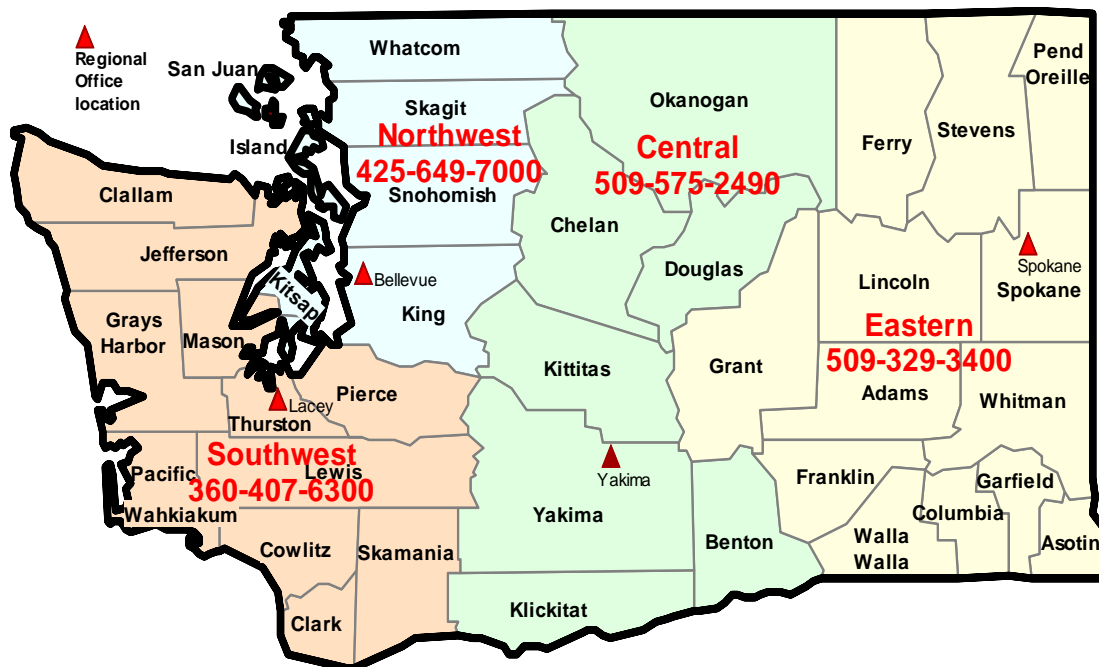 Regional
Office
location
San Juan
Whatcom
Pend
Oreille
Skagit
Okanogan
Island
Northwest
425-649-7000
Central
509-575-2490
Ferry
Stevens
Clallam
Snohomish
Chelan
Jefferson
Douglas
Kitsap
Bellevue
Lincoln
Spokane
Spokane
Grays
Harbor
Mason
King
Eastern
509-329-3400
Kittitas
Grant
Pierce
Adams
Whitman
Lacey
Thurston
Southwest
360-407-6300
Pacific
Lewis
Yakima
Franklin
Garfield
Wahkiakum
Yakima
Columbia
Cowlitz
Skamania
Benton
Walla
Walla
Asotin
Klickitat
Clark